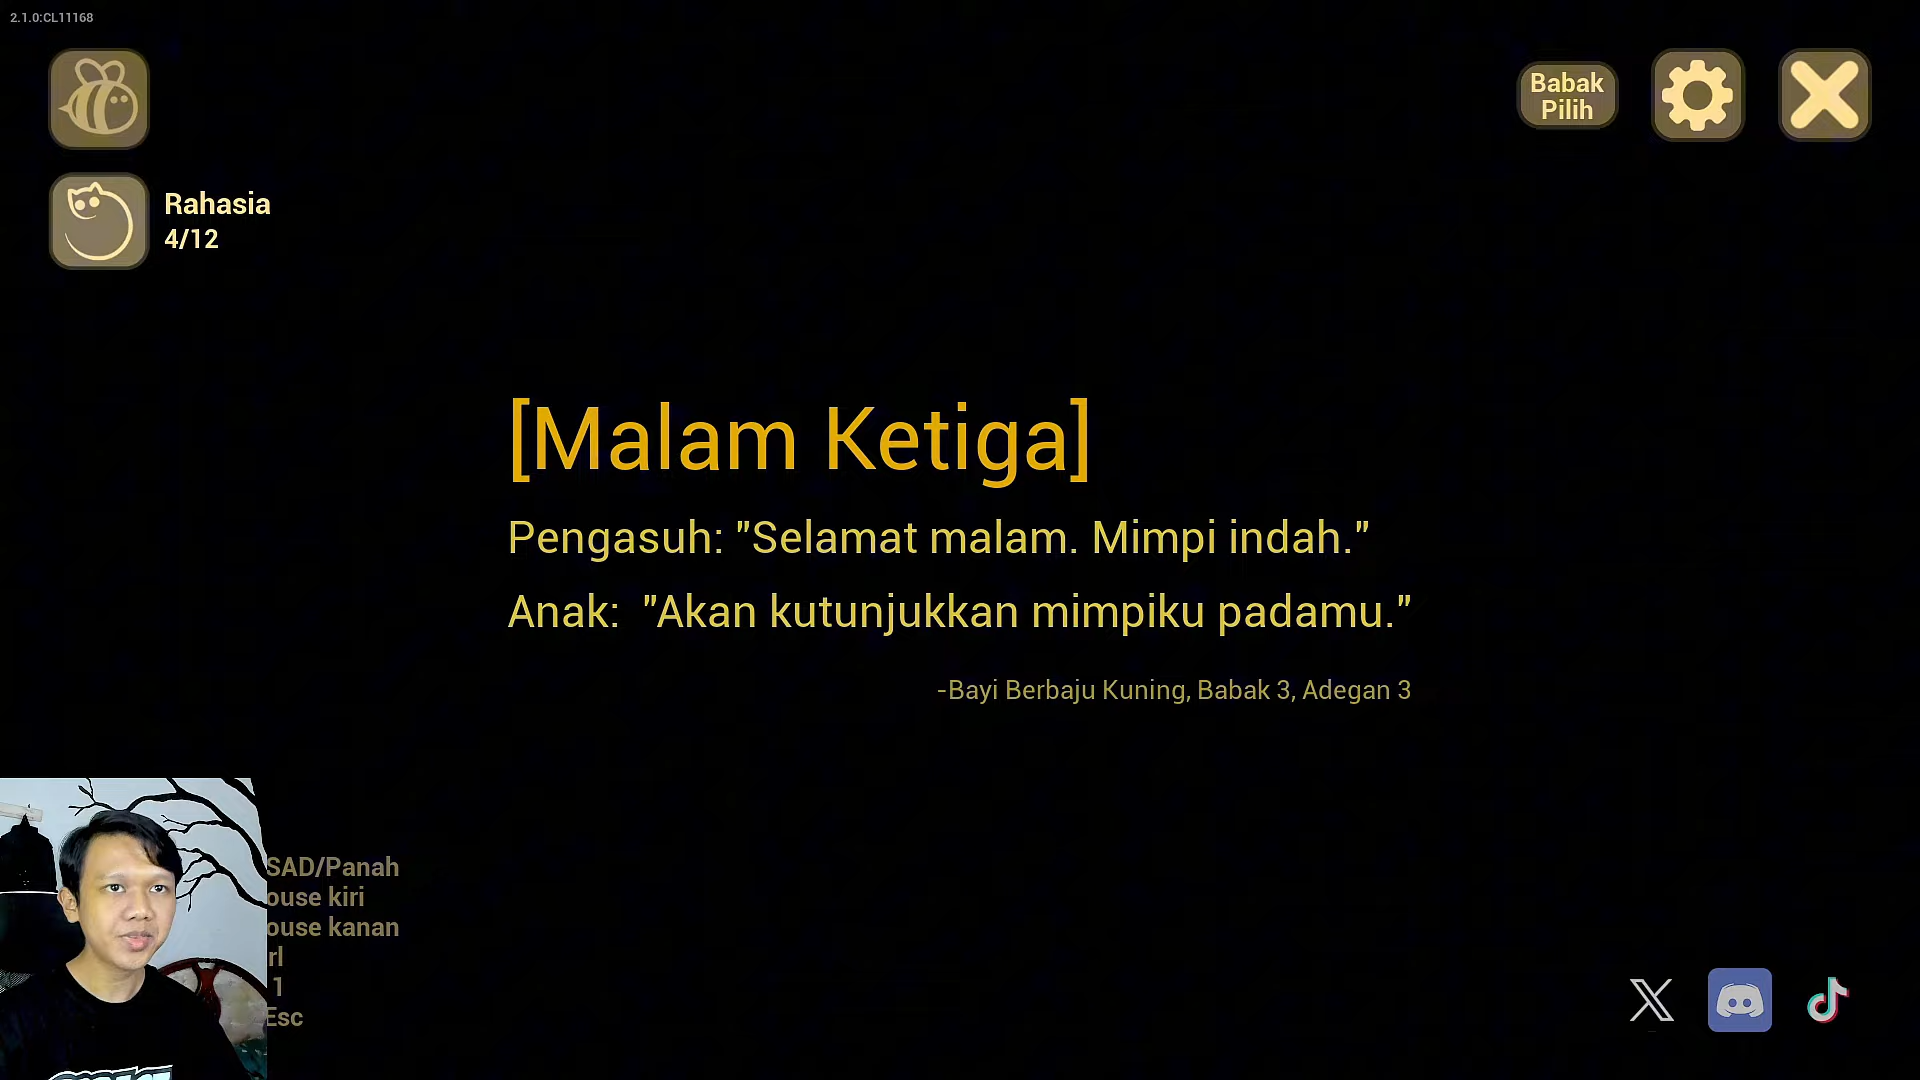 2.1.0:CL11168
Babak
Pilih
Rahasia
4/12
[Malam Ketiga]
Pengasuh: "Selamat malam. Mimpi indah."
Anak:  "Akan kutunjukkan mimpiku padamu."
-Bayi Berbaju Kuning, Babak 3, Adegan 3
SAD/Panah
ouse kiri
ouse kanan
rl
1
Esc